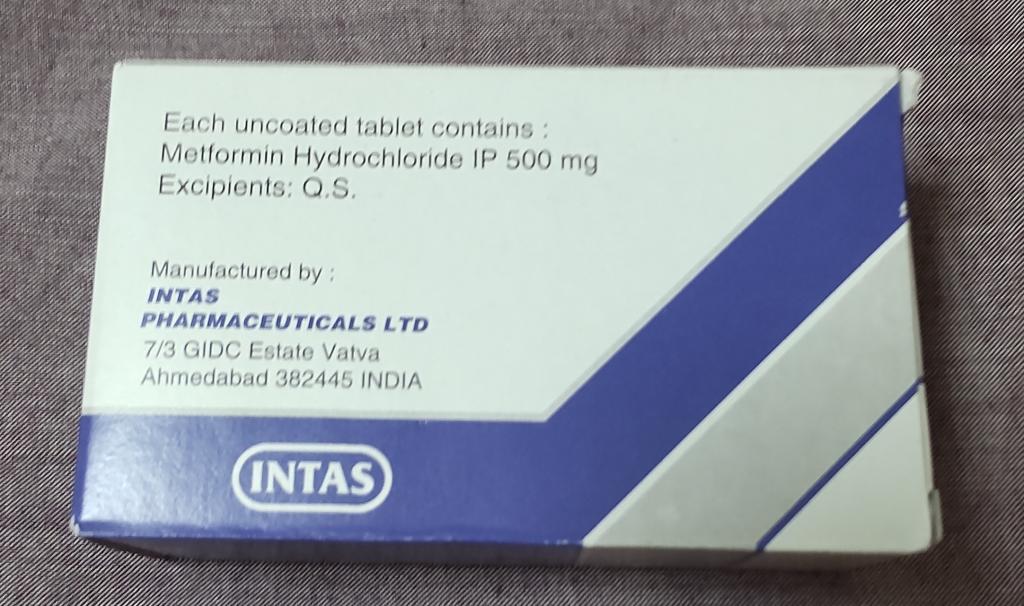 Each uncoated tablet contains :
Metformin Hydrochloride IP 500 mg
Excipients: Q.S.
Manufactured by :
INTAS
PHARMACEUTICALS LTD
7/3 GIDC Estate Vatva
Ahmedabad 382445 INDIA
INTAS